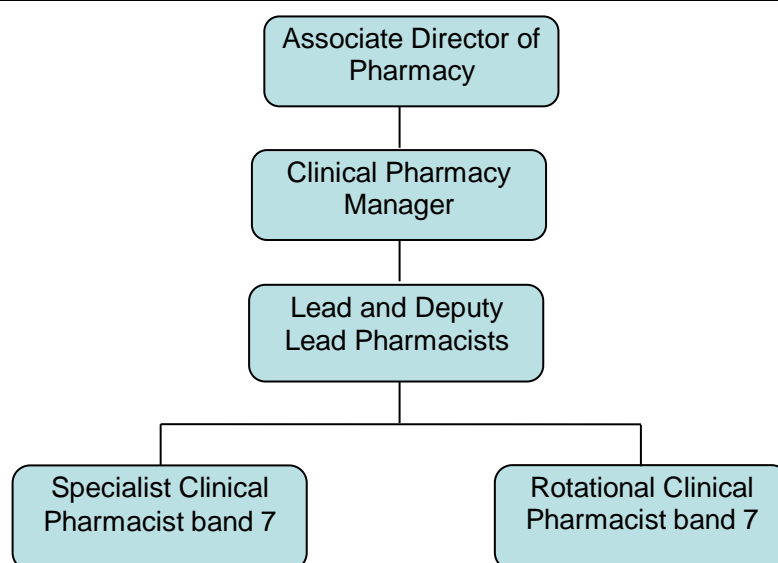 Associate Director of
Pharmacy
Clinical Pharmacy
Manager
Lead and Deputy
Lead Pharmacists
Specialist Clinical
Pharmacist band 7
Rotational Clinical
Pharmacist band 7